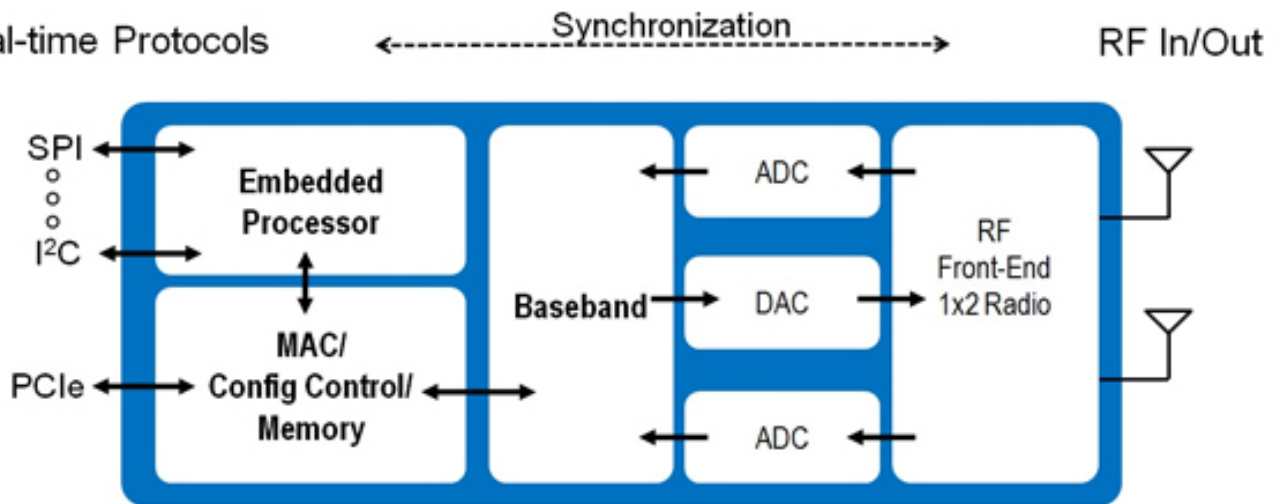 al-time Protocols
Synchronization
RF In/Out
SPI
I²C
PCIe
Embedded
Processor
MAC/
Config Control/
Memory
Baseband
ADC
DAC
ADC
RF
Front-End
1x2 Radio